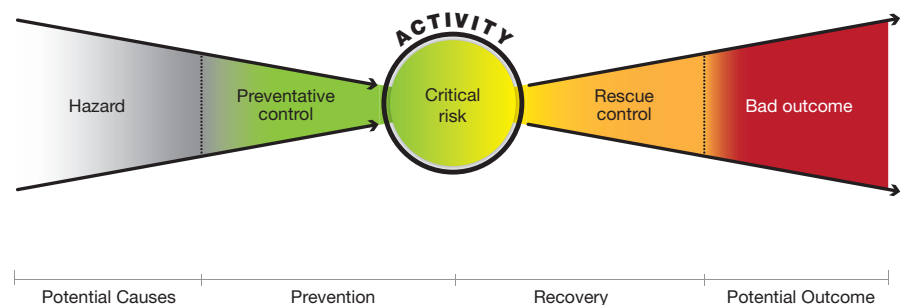 ACTIVITY
Hazard
Preventative
control
Critical
risk
Rescue
control
Bad outcome
Potential Causes
Prevention
Recovery
Potential Outcome